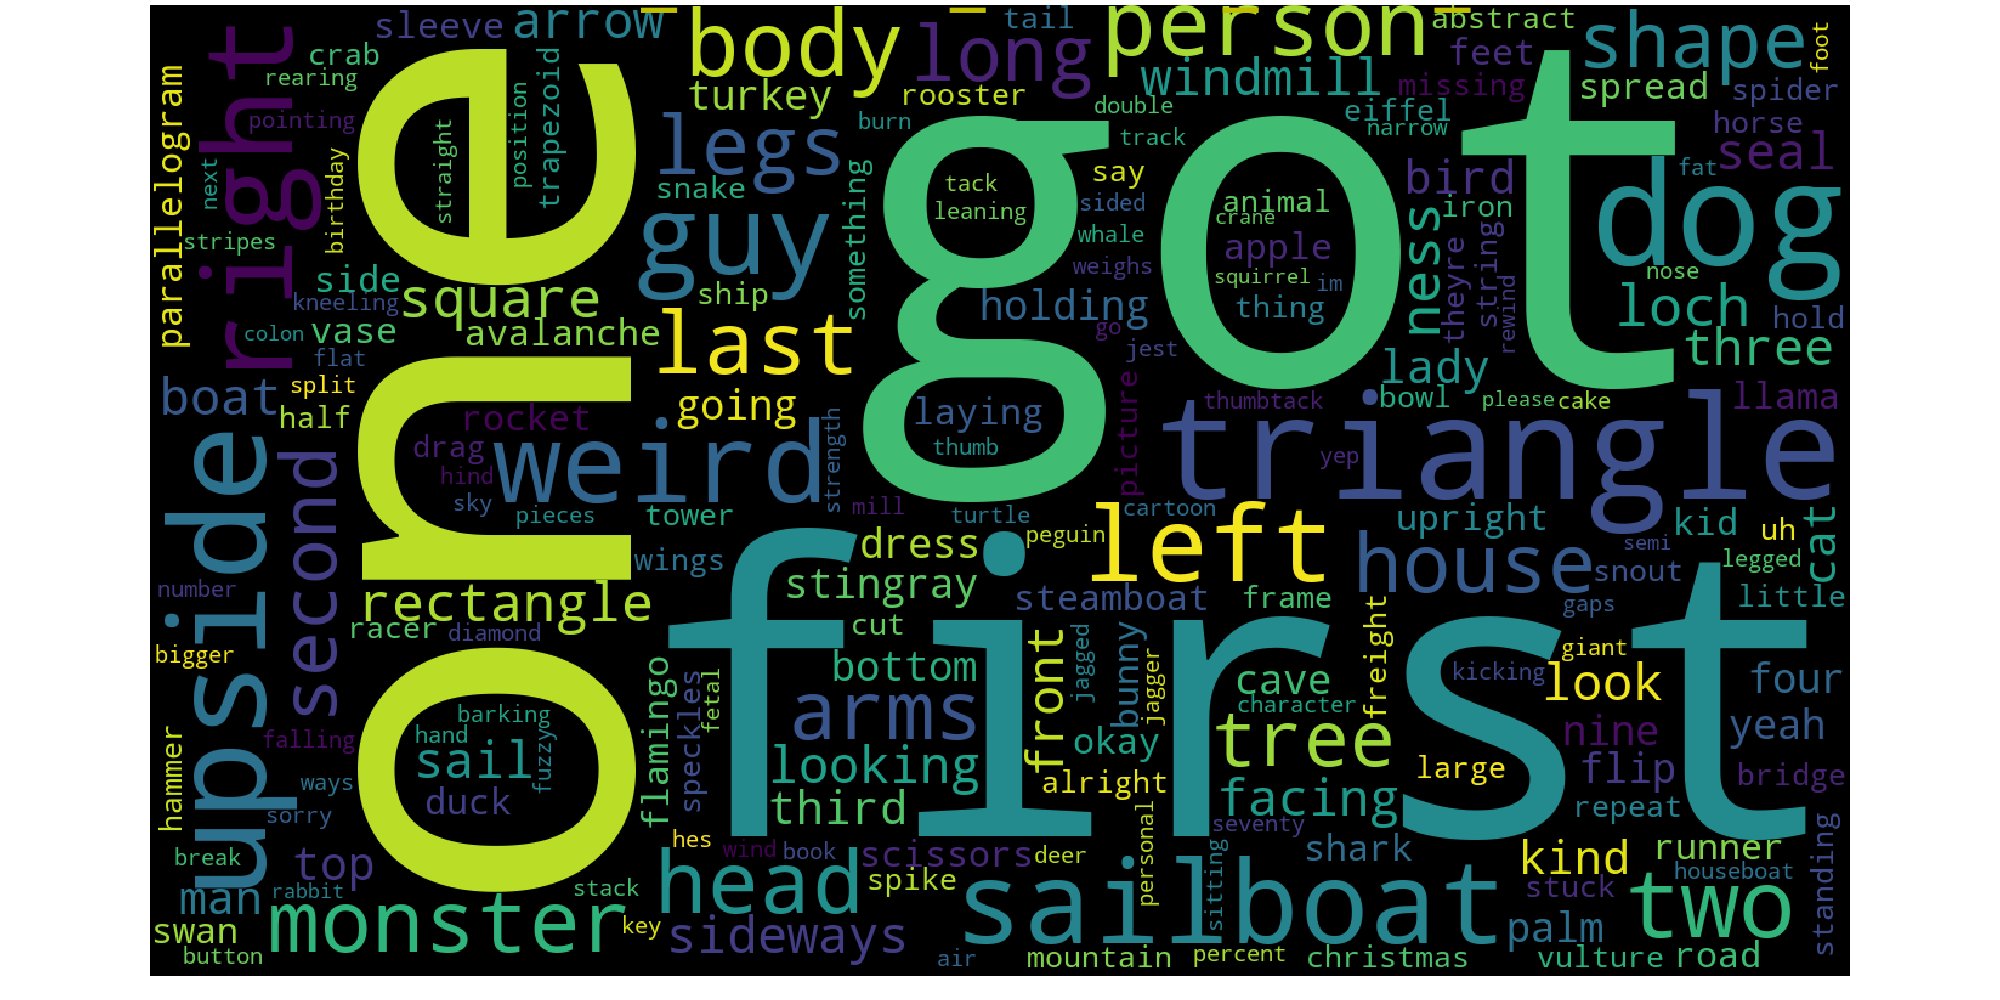 sleeve
arrow
body
long
tail
person
abstract
shape
foot
crab
rearing
right
one
turkey
rooster
windmill
feet
missing
spread
spider
pointing
straight
position
trapezoid
legs
burn
got
double
track
eiffel
narrow
horse
seal
parallelogram
next
birthday
snake
something
tack
leaning
say
sided
animal
crane
bird
iron
fat
dog
stripes
guy
whale
weighs
apple
squirrel
im
ness
theyre
string
nose
side
kneeling
square
ship
holding
thing
rewind
loch
hold
colon
vase
avalanche
last
go
jest
lady
three
flat
boat
split
half
rocket
going
laying
thumb
picture
thumbtack
bowl
please
cake
llama
upside
second
drag
hind
weird
strength
triangle
yep
sky
pieces
tower
mill
turtle
cartoon
left
upright
kid
uh
cat
wings
dress
peguin
house
semi
snout
legged
number
rectangle
stingray
steamboat
frame
freight
gaps
little
racer
diamond
first
cut
bigger
flamingo
fetal
bottom
front
jagged
bunny
jagger
cave
kicking
giant
look
four
speckles
arms
character
barking
hand
sail
fuzzy
okay
tree
nine
yeah
hammer
falling
ways
looking
alright
large
flip
bridge
duck
third
facing
repeat
sorry
personal
seventy
break
top
hes
wind
book
scissors
deer
shark
kind
runner
houseboat
standing
man
rabbit
stack
head
spike
sailboat
sitting
stuck
two
swan
monster
key
sideways
palm
button
air
mountain
percent
christmas
vulture
road